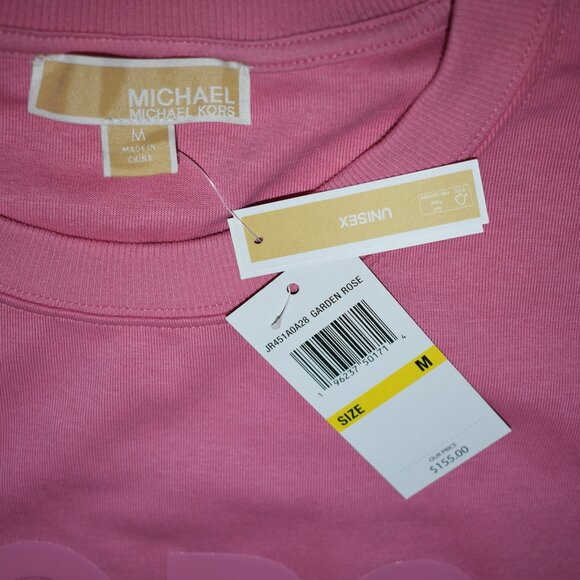 MICHAEL
MICHAEL KORS
M
MADE IN
CHINA
UNISEX
JR451A0A28 GARDEN ROSE
1 96237 50171 4
SIZE M
OUR PRICE
$155.00